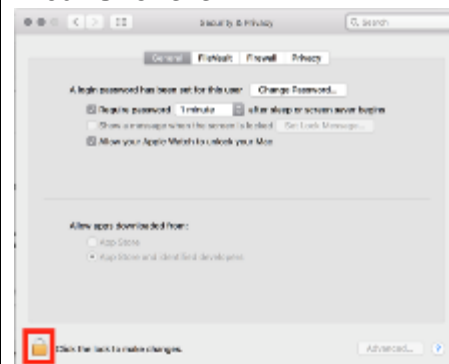 Security & Privacy
Search
General FileVault Firewall Privacy
A login password has been set for this user Change Password...
Require password 1 minute after sleep or screen saver begins
Show a message when the screen is locked Set Lock Message...
Allow your Apple Watch to unlock your Mac
Allow apps downloaded from:
App Store
App Store and identified developers
Click the lock to make changes.
Advanced...
?